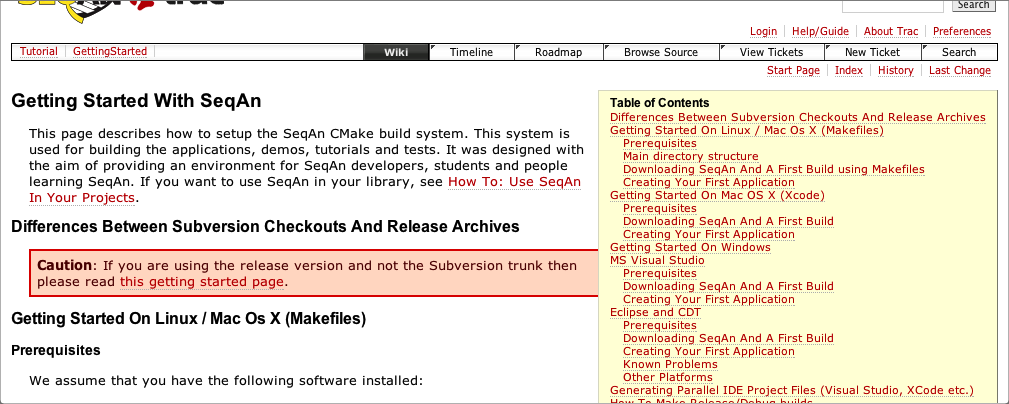 Search
Login Help/Guide About Trac Preferences
Tutorial GettingStarted Wiki Timeline Roadmap Browse Source View Tickets New Ticket Search
Start Page Index History Last Change
Getting Started With SeqAn
This page describes how to setup the SeqAn CMake build system. This system is
used for building the applications, demos, tutorials and tests. It was designed with
the aim of providing an environment for SeqAn developers, students and people
learning SeqAn. If you want to use SeqAn in your library, see How To: Use SeqAn
In Your Projects.
Differences Between Subversion Checkouts And Release Archives
Caution: If you are using the release version and not the Subversion trunk then
please read this getting started page.
Getting Started On Linux / Mac Os X (Makefiles)
Prerequisites
We assume that you have the following software installed:
Table of Contents
Differences Between Subversion Checkouts And Release Archives
Getting Started On Linux / Mac Os X (Makefiles)
Prerequisites
Main directory structure
Downloading SeqAn And A First Build using Makefiles
Creating Your First Application
Getting Started On Mac OS X (Xcode)
Prerequisites
Downloading SeqAn And A First Build
Creating Your First Application
Getting Started On Windows
MS Visual Studio
Prerequisites
Downloading SeqAn And A First Build
Creating Your First Application
Eclipse and CDT
Prerequisites
Downloading SeqAn And A First Build
Creating Your First Application
Known Problems
Other Platforms
Generating Parallel IDE Project Files (Visual Studio, XCode etc.)
How To Make Release/Debug builds